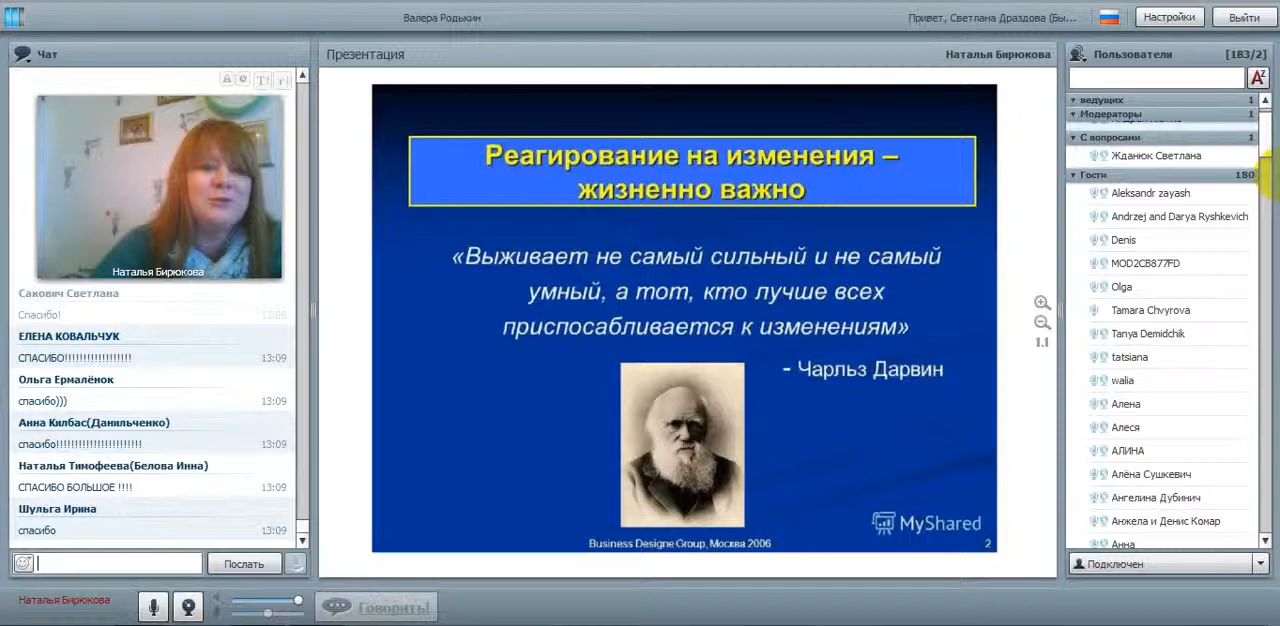 Валера Родькин
Привет, Светлана Драздова (Бы...
Настройки
Выйти
Чат
Наталья Бирюкова
Сакович Светлана
Спасибо!
13:09
ЕЛЕНА КОВАЛЬЧУК
СПАСИБО!!!!!!!!!!!!!!!!!!
13:09
Ольга Ермалёнок
спасибо)))
13:09
Анна Килбас(Данильченко)
спасибо!!!!!!!!!!!!!!!!!!!!!!!
13:09
Наталья Тимофеева(Белова Инна)
СПАСИБО БОЛЬШОЕ !!!!
13:09
Шульга Ирина
спасибо
13:09
Послать
Презентация
Наталья Бирюкова
Реагирование на изменения –
жизненно важно
«Выживает не самый сильный и не самый
умный, а тот, кто лучше всех
приспосабливается к изменениям»
- Чарльз Дарвин
MyShared
Business Designe Group, Москва 2006
2
1.1
Пользователи
[183/2]
ведущих 1
Модераторы 1
С вопросами 1
Жданюк Светлана
Гости 180
Aleksandr zayash
Andrzej and Darya Ryshkevich
Denis
MOD2CB877FD
Olga
Tamara Chvyrova
Tanya Demidchik
tatsiana
walia
Алена
Алеся
АЛИНА
Алёна Сушкевич
Ангелина Дубинич
Анжела и Денис Комар
Анна
Подключен
Наталья Бирюкова
Говорить!